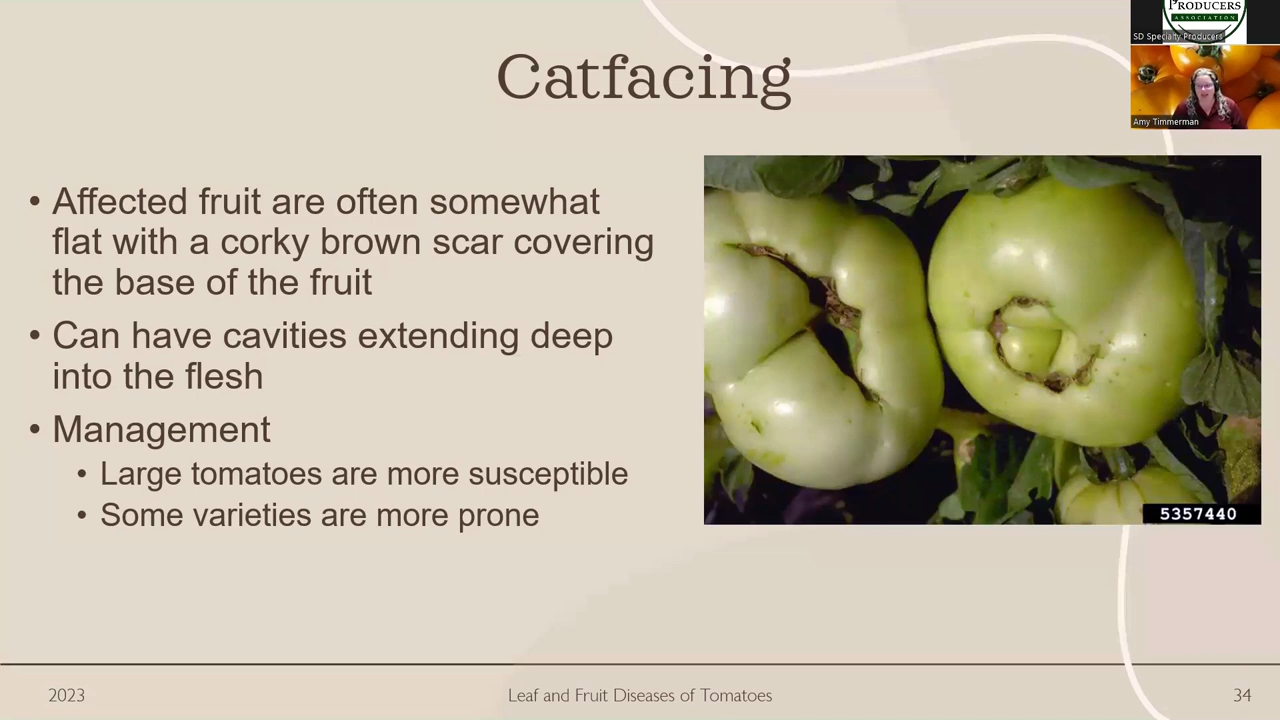 PRODUCERS
ASSOCIATION
SD Specialty Producers
Amy Timmerman
Catfacing
• Affected fruit are often somewhat
flat with a corky brown scar covering
the base of the fruit
• Can have cavities extending deep
into the flesh
• Management
• Large tomatoes are more susceptible
• Some varieties are more prone
5357440
2023
Leaf and Fruit Diseases of Tomatoes
34